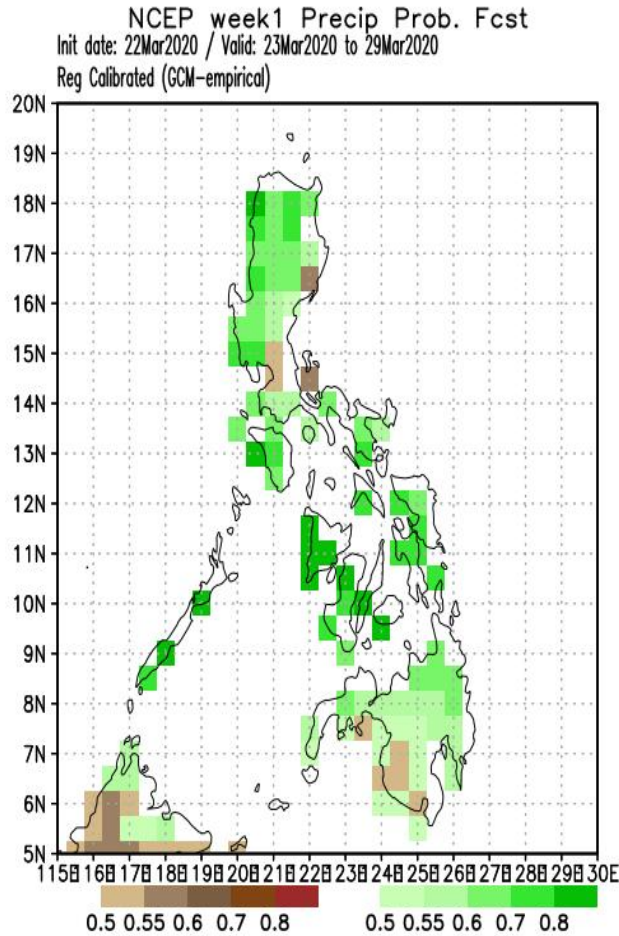 NCEP week1 Precip Prob. Fcst
Init date: 22Mar2020 / Valid: 23Mar2020 to 29Mar2020
Reg Calibrated (GCM-empirical)
20N
19N
18N
17N
16N
15N
14N
13N
12N
11N
10N
9N
8N
7N
6N
5N
115E 116E 117E 118E 119E 120E 121E 122E 123E 124E 125E 126E 127E 128E 129E 130E
0.5 0.55 0.6 0.7 0.8 0.5 0.55 0.6 0.7 0.8